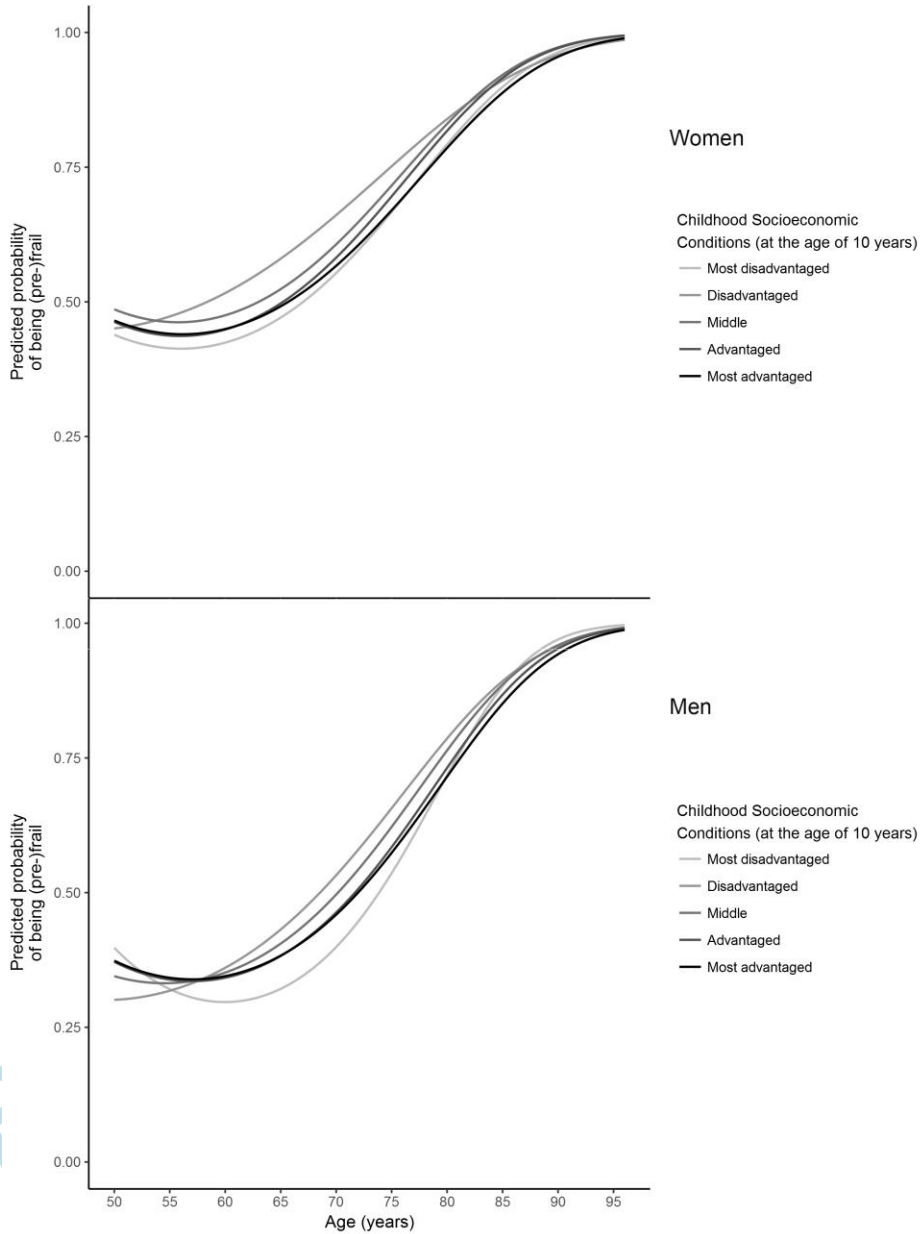 1.00
0.75
0.50
0.25
0.00
Predicted probability
of being (pre-)frail
Women
Childhood Socioeconomic
Conditions (at the age of 10 years)
Most disadvantaged
Disadvantaged
Middle
Advantaged
Most advantaged
1.00
0.75
0.50
0.25
0.00
Predicted probability
of being (pre-)frail
50 55 60 65 70 75 80 85 90 95
Age (years)
Men
Childhood Socioeconomic
Conditions (at the age of 10 years)
Most disadvantaged
Disadvantaged
Middle
Advantaged
Most advantaged